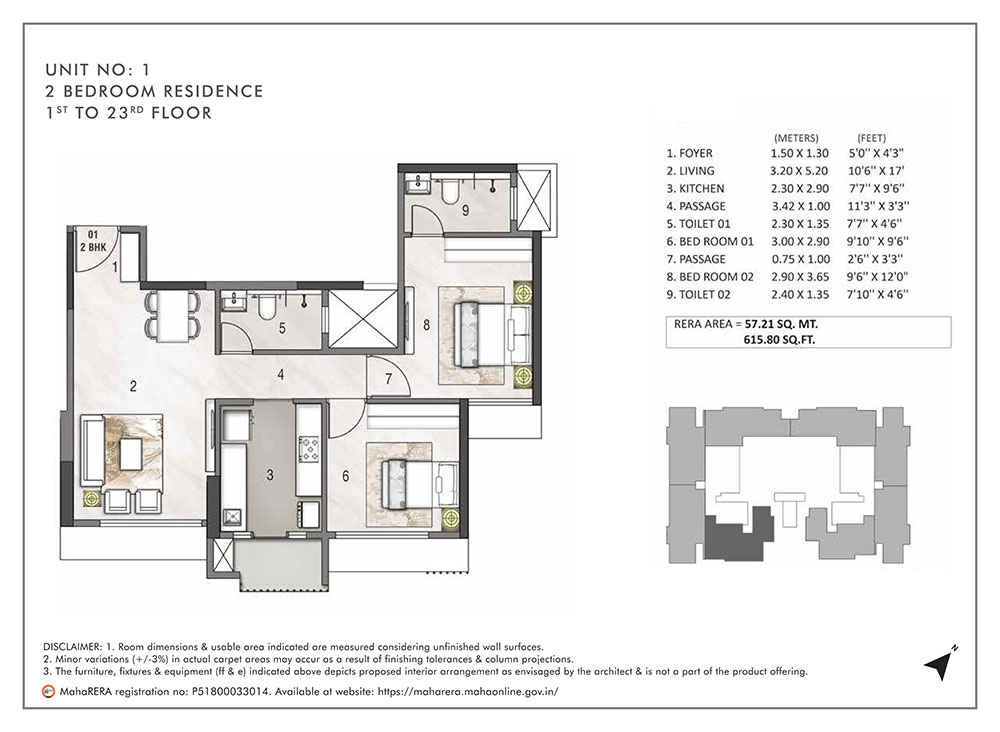 UNIT NO: 1
2 BEDROOM RESIDENCE
1ST TO 23RD FLOOR
(METERS) (FEET)
1. FOYER 1.50 X 1.30 5'0'' X 4'3"
2. LIVING 3.20 X 5.20 10'6'' X 17'
3. KITCHEN 2.30 X 2.90 7'7'' X 9'6''
4. PASSAGE 3.42 X 1.00 11'3'' X 3'3''
5. TOILET 01 2.30 X 1.35 7'7'' X 4'6''
6. BED ROOM 01 3.00 X 2.90 9'10'' X 9'6''
7. PASSAGE 0.75 X 1.00 2'6'' X 3'3''
8. BED ROOM 02 2.90 X 3.65 9'6'' X 12'0"
9. TOILET 02 2.40 X 1.35 7'10'' X 4'6''
RERA AREA = 57.21 SQ. MT.
615.80 SQ.FT.
9
01
2 BHK
1
5
8
4
7
2
3
6
N
DISCLAIMER: 1. Room dimensions & usable area indicated are measured considering unfinished wall surfaces.
2. Minor variations (+/-3%) in actual carpet areas may occur as a result of finishing tolerances & column projections.
3. The furniture, fixtures & equipment (ff & e) indicated above depicts proposed interior arrangement as envisaged by the architect & is not a part of the product offering.
MahaRERA registration no: P51800033014. Available at website: https://maharera.mahaonline.gov.in/